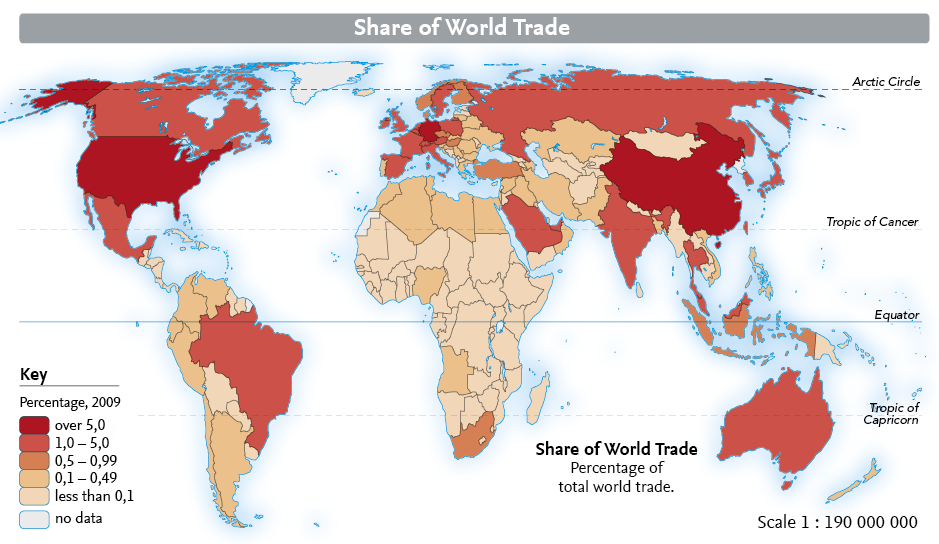 Share of World Trade
Arctic Circle
Tropic of Cancer
Equator
Key
Percentage, 2009
over 5,0
1,0 – 5,0
0,5 – 0,99
0,1 – 0,49
less than 0,1
no data
Tropic of
Capricorn
Share of World Trade
Percentage of
total world trade.
Scale 1 : 190 000 000